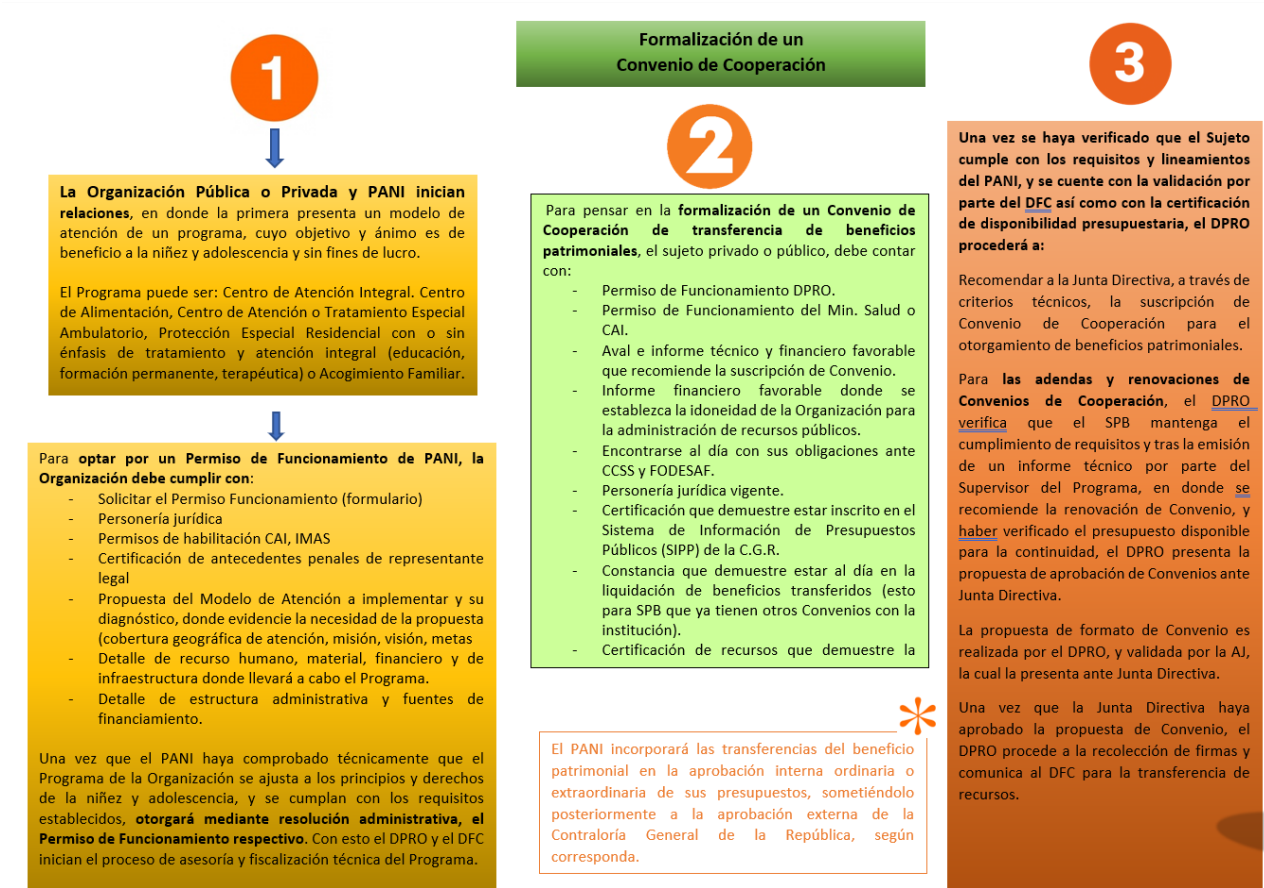 1
La Organización Pública o Privada y PANI inician
relaciones, en donde la primera presenta un modelo de
atención de un programa, cuyo objetivo y ánimo es de
beneficio a la niñez y adolescencia y sin fines de lucro.
El Programa puede ser: Centro de Atención Integral. Centro
de Alimentación, Centro de Atención o Tratamiento Especial
Ambulatorio, Protección Especial Residencial con o sin
énfasis de tratamiento y atención integral (educación,
formación permanente, terapéutica) o Acogimiento Familiar.
Para optar por un Permiso de Funcionamiento de PANI, la
Organización debe cumplir con:
- Solicitar el Permiso Funcionamiento (formulario)
- Personería jurídica
- Permisos de habilitación CAI, IMAS
- Certificación de antecedentes penales de representante
legal
- Propuesta del Modelo de Atención a implementar y su
diagnóstico, donde evidencie la necesidad de la propuesta
(cobertura geográfica de atención, misión, visión, metas
- Detalle de recurso humano, material, financiero y de
infraestructura donde llevará a cabo el Programa.
- Detalle de estructura administrativa y fuentes de
financiamiento.
Una vez que el PANI haya comprobado técnicamente que el
Programa de la Organización se ajusta a los principios y derechos
de la niñez y adolescencia, y se cumplan con los requisitos
establecidos, otorgará mediante resolución administrativa, el
Permiso de Funcionamiento respectivo. Con esto el DPRO y el DFC
inician el proceso de asesoría y fiscalización técnica del Programa.
Formalización de un
Convenio de Cooperación
2
Para pensar en la formalización de un Convenio de
Cooperación de transferencia de beneficios
patrimoniales, el sujeto privado o público, debe contar
con:
- Permiso de Funcionamiento DPRO.
- Permiso de Funcionamiento del Min. Salud o
CAI.
- Aval e informe técnico y financiero favorable
que recomiende la suscripción de Convenio.
- Informe financiero favorable donde se
establezca la idoneidad de la Organización para
la administración de recursos públicos.
- Encontrarse al día con sus obligaciones ante
CCSS y FODESAF.
- Personería jurídica vigente.
- Certificación que demuestre estar inscrito en el
Sistema de Información de Presupuestos
Públicos (SIPP) de la C.G.R.
- Constancia que demuestre estar al día en la
liquidación de beneficios transferidos (esto
para SPB que ya tienen otros Convenios con la
institución).
- Certificación de recursos que demuestre la
*
El PANI incorporará las transferencias del beneficio
patrimonial en la aprobación interna ordinaria o
extraordinaria de sus presupuestos, sometiéndolo
posteriormente a la aprobación externa de la
Contraloría General de la República, según
corresponda.
3
Una vez se haya verificado que el Sujeto
cumple con los requisitos y lineamientos
del PANI, y se cuente con la validación por
parte del DFC así como con la certificación
de disponibilidad presupuestaria, el DPRO
procederá a:
Recomendar a la Junta Directiva, a través de
criterios técnicos, la suscripción de
Convenio de Cooperación para el
otorgamiento de beneficios patrimoniales.
Para las adendas y renovaciones de
Convenios de Cooperación, el DPRO
verifica que el SPB mantenga el
cumplimiento de requisitos y tras la emisión
de un informe técnico por parte del
Supervisor del Programa, en donde se
recomiende la renovación de Convenio, y
haber verificado el presupuesto disponible
para la continuidad, el DPRO presenta la
propuesta de aprobación de Convenios ante
Junta Directiva.
La propuesta de formato de Convenio es
realizada por el DPRO, y validada por la AJ,
la cual la presenta ante Junta Directiva.
Una vez que la Junta Directiva haya
aprobado la propuesta de Convenio, el
DPRO procede a la recolección de firmas y
comunica al DFC para la transferencia de
recursos.